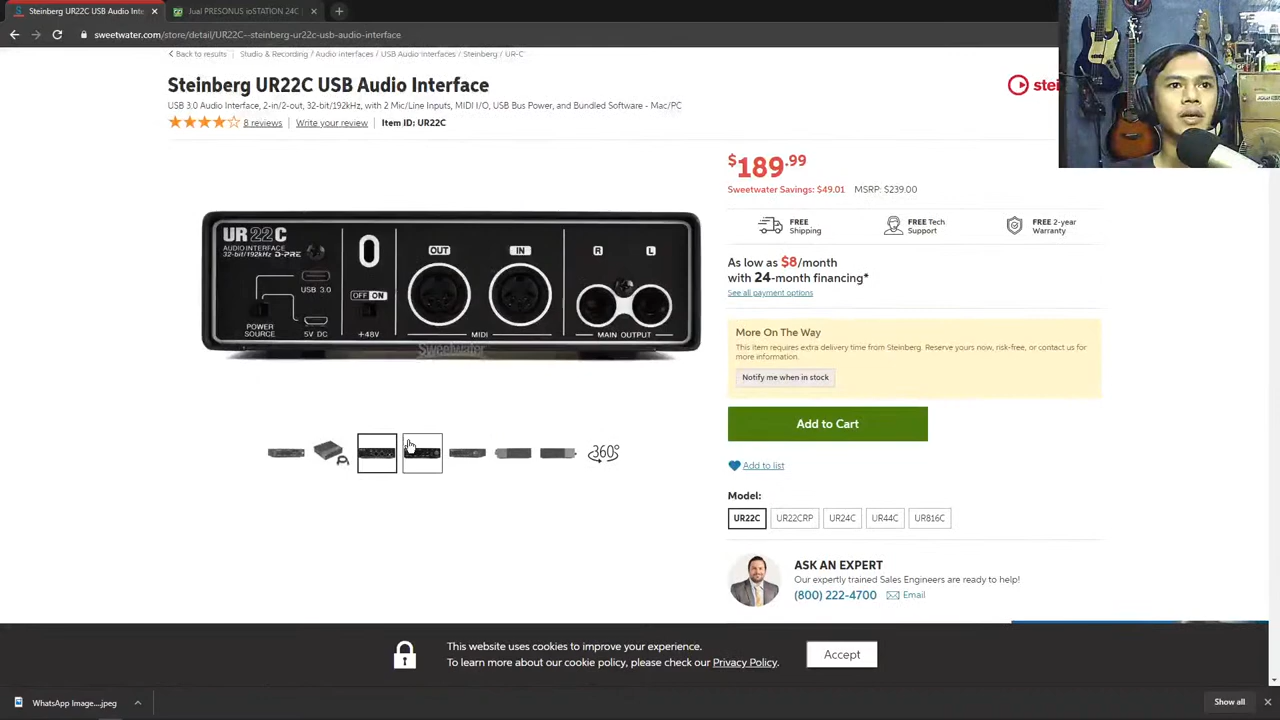 Steinberg UR22C USB Audio Inte
Jual PRESONUS ioSTATION 24C |
sweetwater.com/store/detail/UR22C--steinberg-ur22c-usb-audio-interface
Back to results
Studio & Recording / Audio interfaces / USB Audio interfaces / Steinberg / UR-C
Steinberg UR22C USB Audio Interface
USB 3.0 Audio Interface, 2-in/2-out, 32-bit/192kHz, with 2 Mic/Line Inputs, MIDI I/O, USB Bus Power, and Bundled Software - Mac/PC
8 reviews
Write your review
Item ID: UR22C
stei
$189.99
Sweetwater Savings: $49.01 MSRP: $239.00
FREE Shipping
FREE Tech Support
FREE 2-year Warranty
UR22C
AUDIO INTERFACE
32-bit/192kHz D-PRE
USB 3.0
POWER SOURCE
5V DC
OFF ON
+48V
OUT
IN
MIDI
R
L
MAIN OUTPUT
Sweetwater
As low as $8/month
with 24-month financing*
See all payment options
More On The Way
This item requires extra delivery time from Steinberg. Reserve yours now, risk-free, or contact us for
more information.
Notify me when in stock
Add to Cart
360°
Add to list
Model:
UR22C
UR22CRP
UR24C
UR44C
UR816C
ASK AN EXPERT
Our expertly trained Sales Engineers are ready to help!
(800) 222-4700
Email
This website uses cookies to improve your experience.
To learn more about our cookie policy, please check our Privacy Policy.
Accept
WhatsApp Image....jpeg
Show all